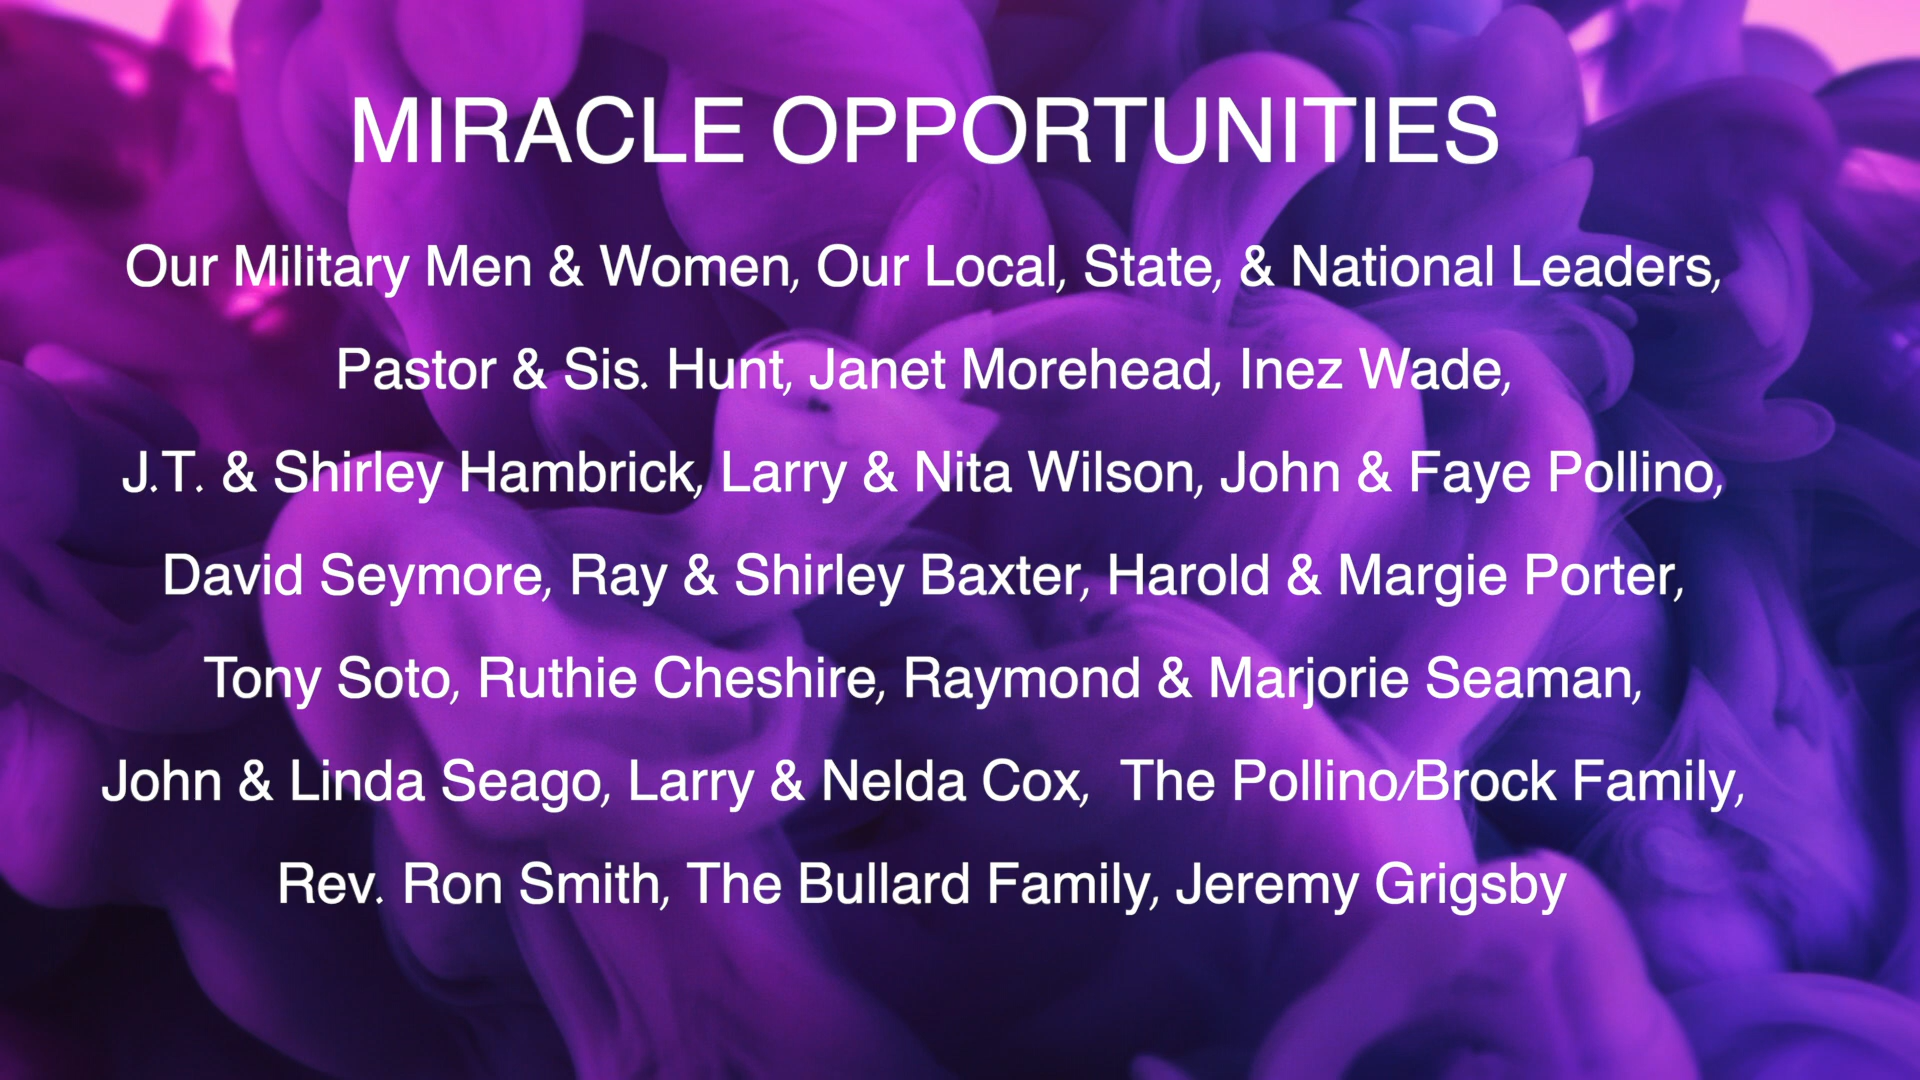 MIRACLE OPPORTUNITIES
Our Military Men & Women, Our Local, State, & National Leaders,
Pastor & Sis. Hunt, Janet Morehead, Inez Wade,
J.T. & Shirley Hambrick, Larry & Nita Wilson, John & Faye Pollino,
David Seymore, Ray & Shirley Baxter, Harold & Margie Porter,
Tony Soto, Ruthie Cheshire, Raymond & Marjorie Seaman,
John & Linda Seago, Larry & Nelda Cox,  The Pollino/Brock Family,
Rev. Ron Smith, The Bullard Family, Jeremy Grigsby